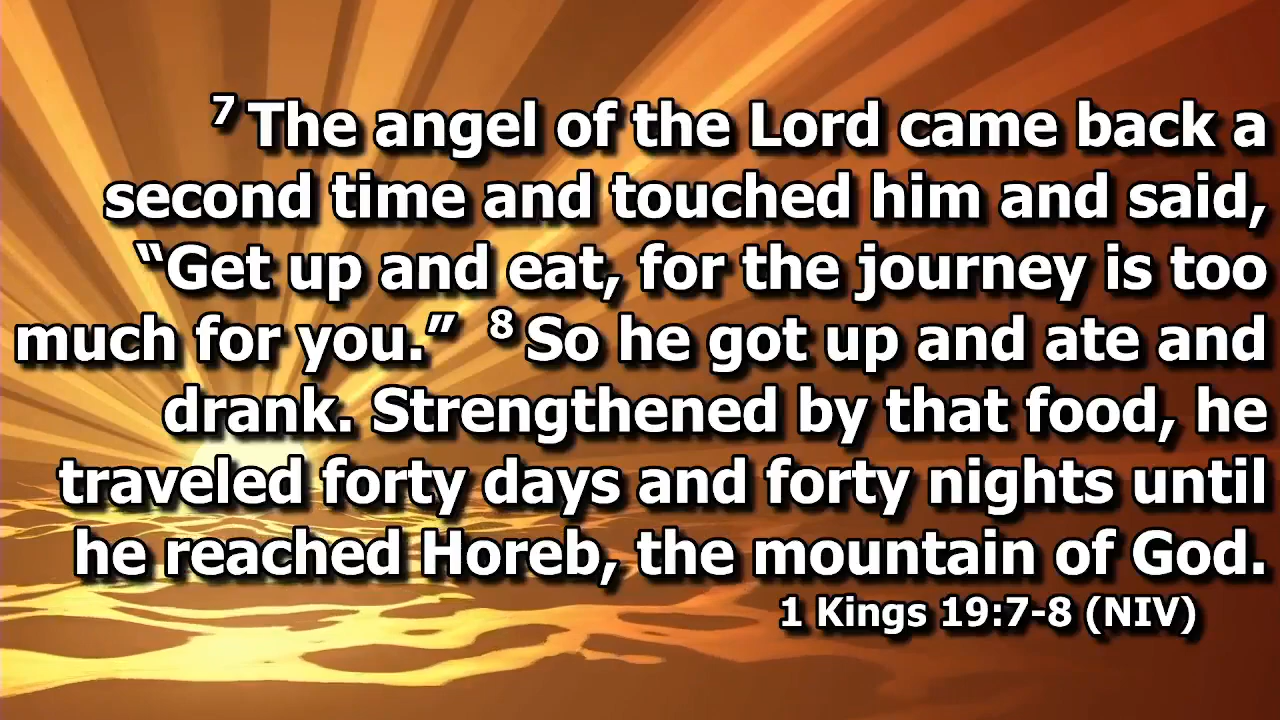 7 The angel of the Lord came back a
second time and touched him and said,
“Get up and eat, for the journey is too
much for you.” 8 So he got up and ate and
drank. Strengthened by that food, he
traveled forty days and forty nights until
he reached Horeb, the mountain of God.
1 Kings 19:7-8 (NIV)